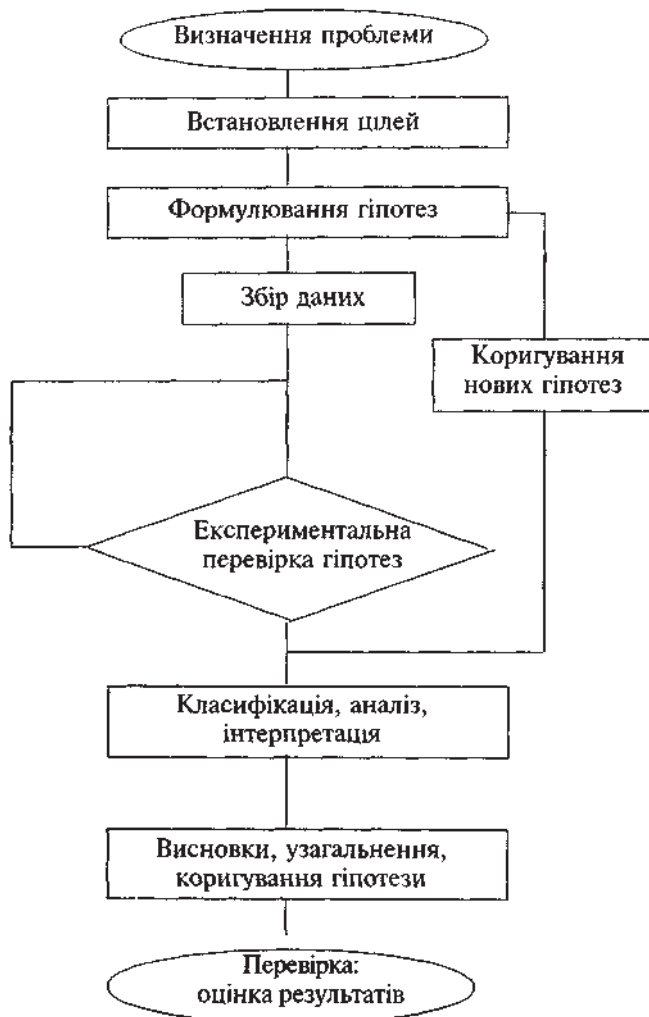 Визначення проблеми
Встановлення цілей
Формулювання гіпотез
Збір даних
Коригування
нових гіпотез
Експериментальна
перевірка гіпотез
Класифікація, аналіз,
інтерпретація
Висновки, узагальнення,
коригування гіпотези
Перевірка:
оцінка результатів